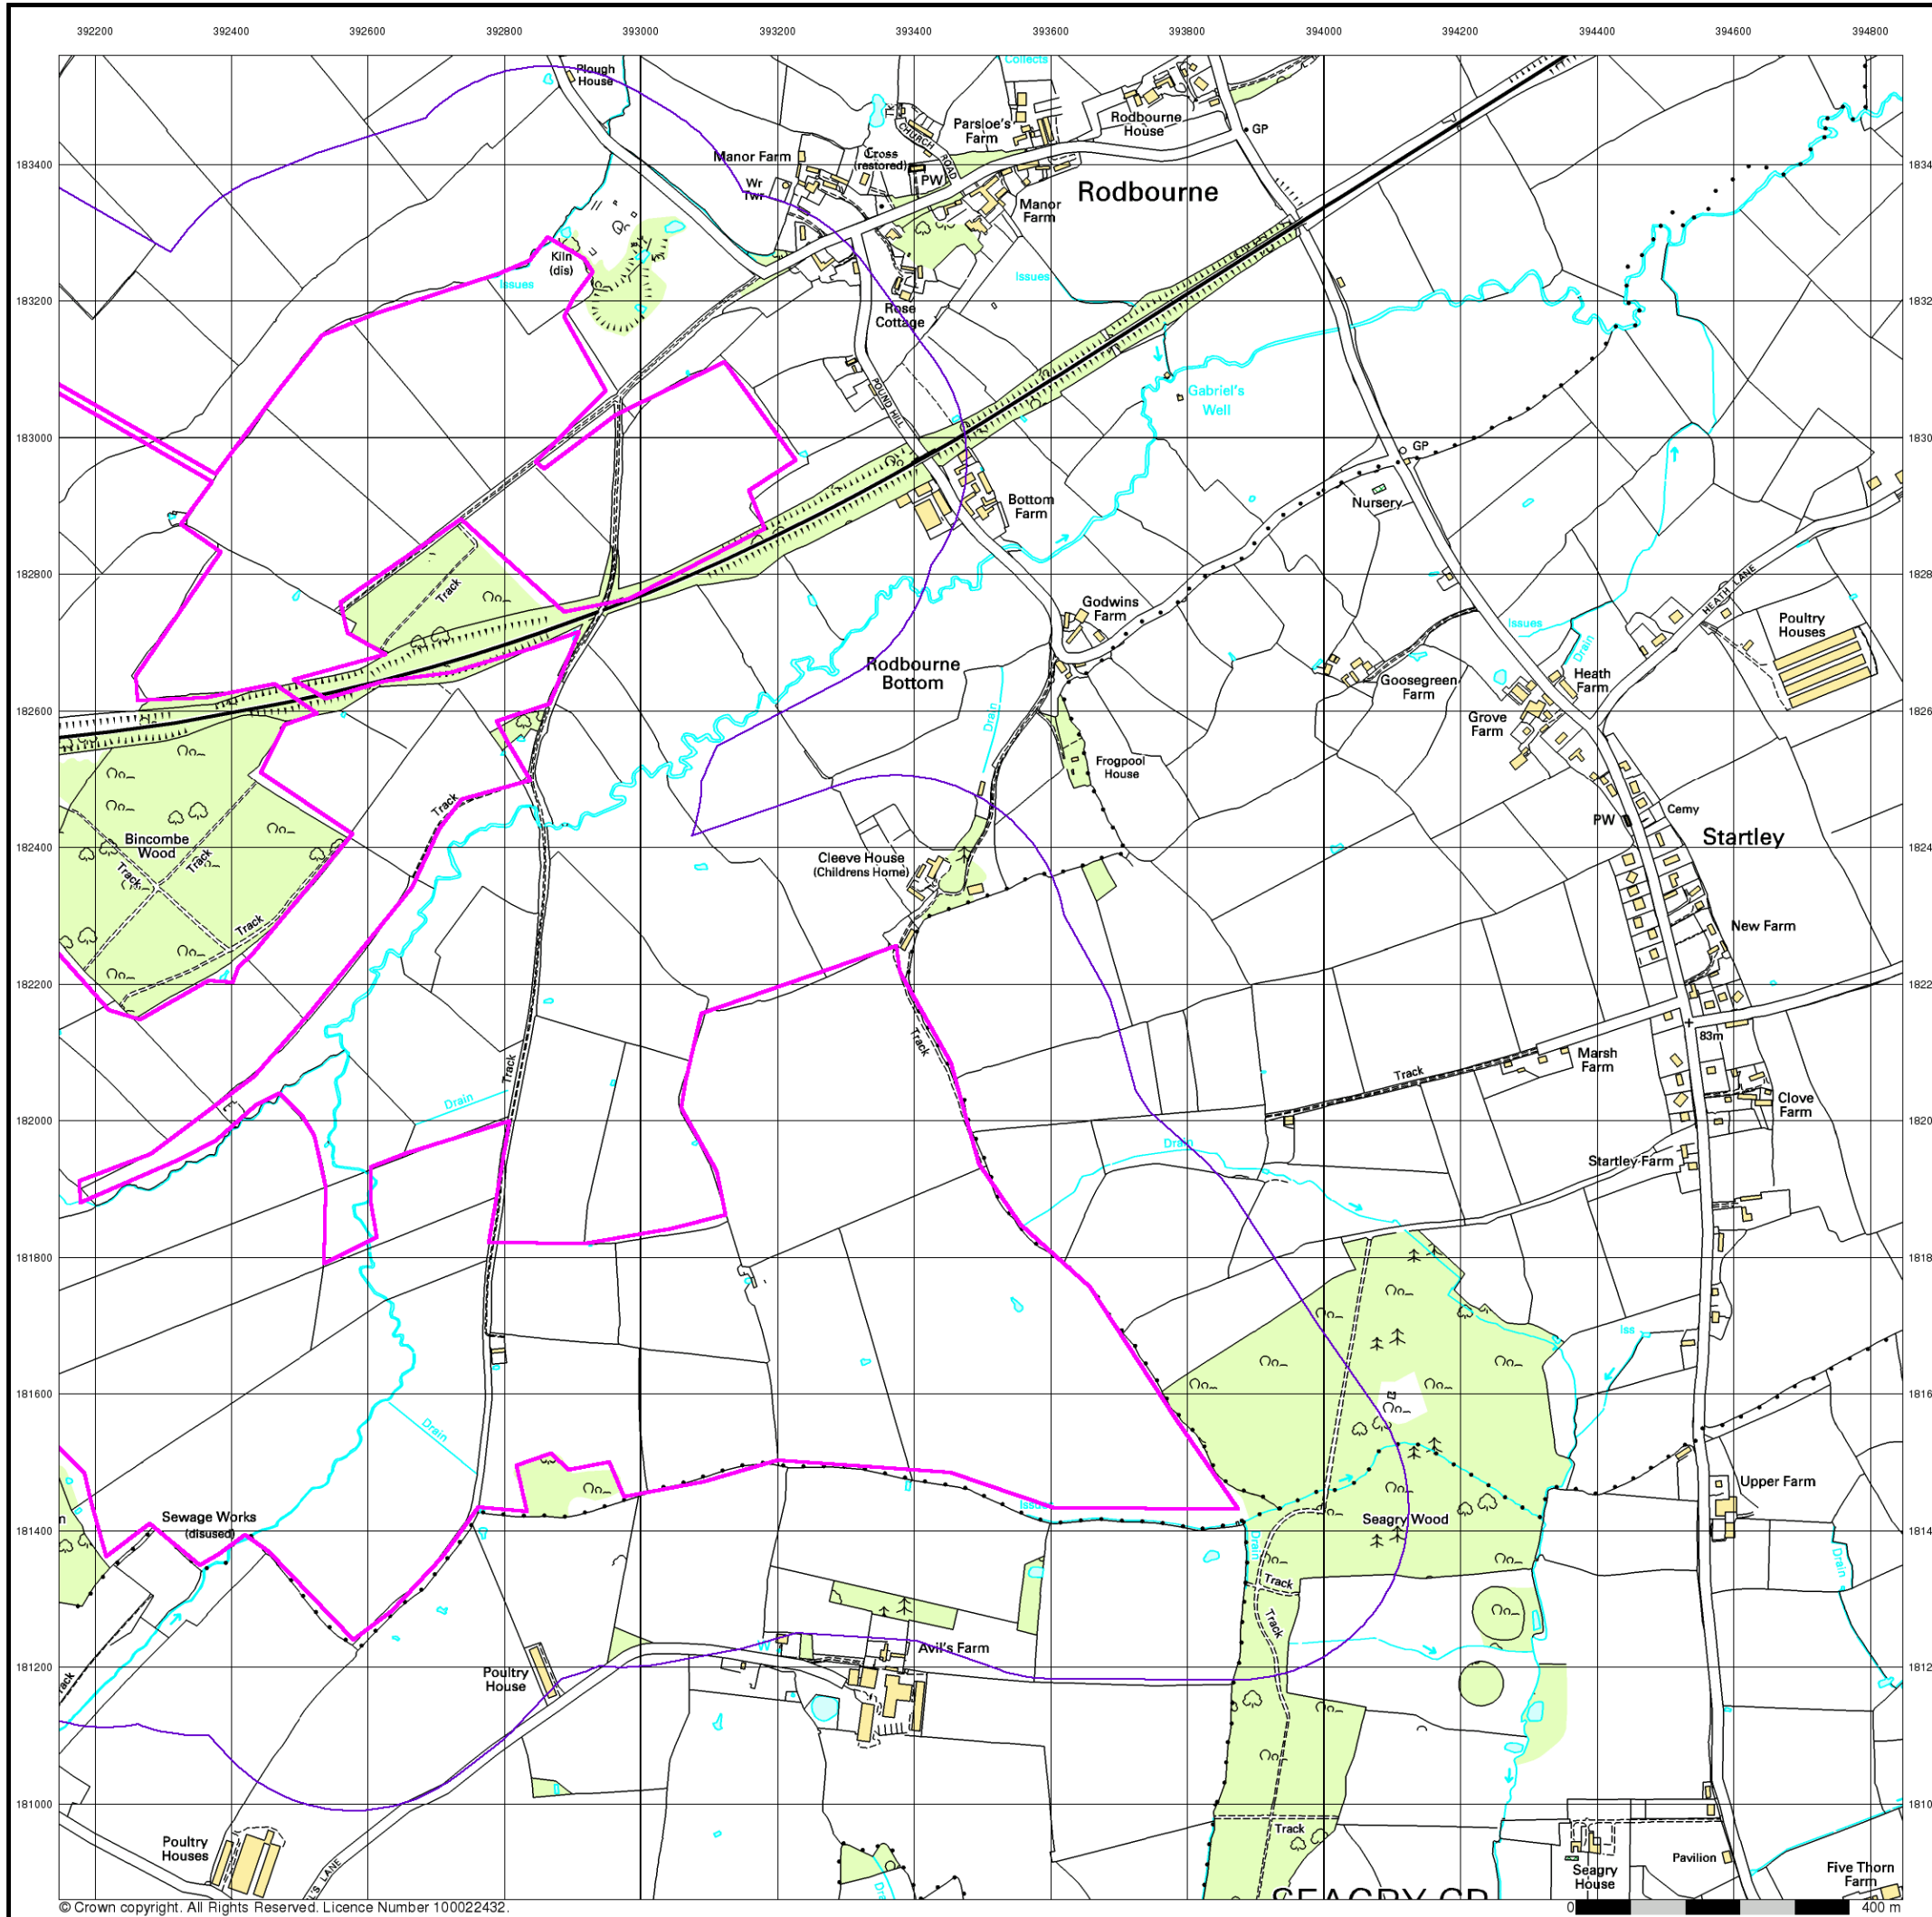 392200 392400 392600 392800 393000 393200 393400 393600 393800 394000 394200 394400 394600 394800
Collects
Plough
House
Parsloe's
Farm
Rodbourne
House
GP
CHURCH ROAD
TK
Manor Farm
Cross
(restored)
PW
183400
Wr
Twr
Manor
Farm
Rodbourne
Kiln
(dis)
Issues
Issues
183200
Rose
Cottage
POUND HILL
Gabriel's
Well
183000
GP
Nursery
Bottom
Farm
182800
Track
HEATH LANE
Godwins
Farm
Issues
Drain
Poultry
Houses
Rodbourne
Bottom
Goosegreen
Farm
Heath
Farm
182600
Grove
Farm
Drain
Frogpool
House
Track
Cemy
PW
Startley
Bincombe
Wood
Track
Track
182400
Cleeve House
(Childrens Home)
Track
New Farm
182200
Track
83m
Marsh
Farm
Track
Track
Drain
Clove
Farm
182000
Drain
Startley Farm
181800
Iss
181600
Drain
Upper Farm
Issues
Sewage Works
(disused)
Seagry Wood
181400
Drain
Drain
Track
Track
Track
W
Avil's Farm
181200
Poultry
House
181000
Poultry
Houses
Track
Pavilion
Seagry
House
Five Thorn
Farm
L'S LANE
SEAGRY CP
© Crown copyright. All Rights Reserved. Licence Number 100022432.
0 400 m